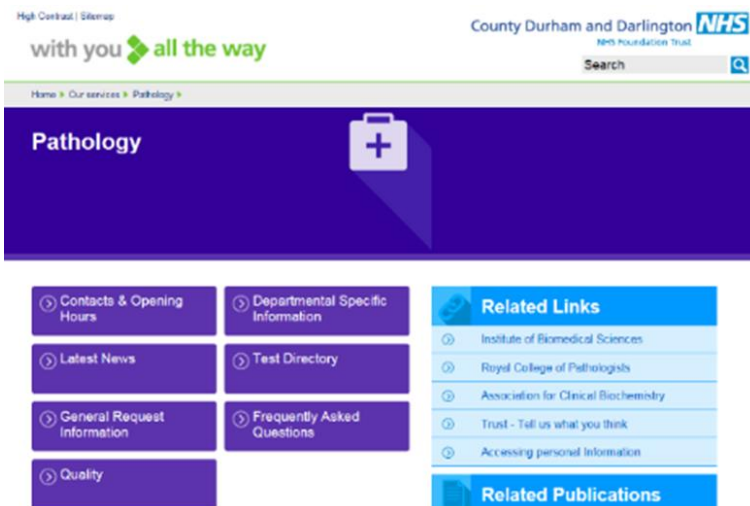 High Contrast | Sitemap
with you all the way
County Durham and Darlington NHS
NHS Foundation Trust
Search
Home Our services Pathology
Pathology
Contacts & Opening
Hours
Departmental Specific
Information
Latest News
Test Directory
General Request
Information
Frequently Asked
Questions
Quality
Related Links
Institute of Biomedical Sciences
Royal College of Pathologists
Association for Clinical Biochemistry
Trust - Tell us what you think
Accessing personal Information
Related Publications